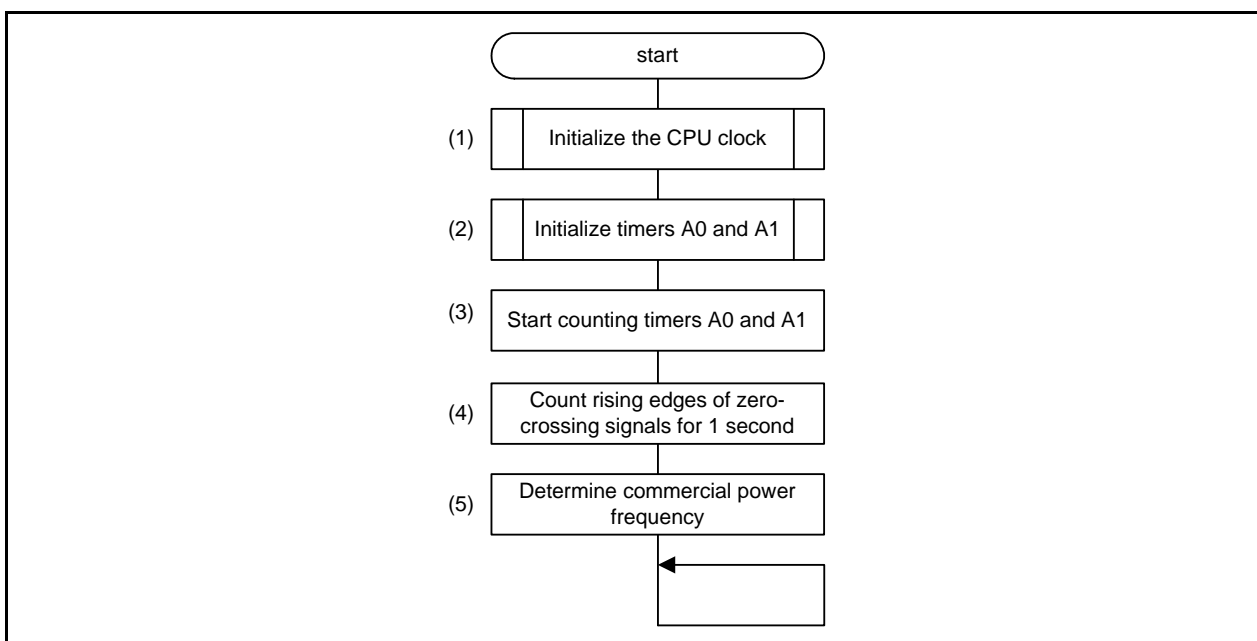 start
(1)
Initialize the CPU clock
(2)
Initialize timers A0 and A1
(3)
Start counting timers A0 and A1
(4)
Count rising edges of zero-
crossing signals for 1 second
(5)
Determine commercial power
frequency